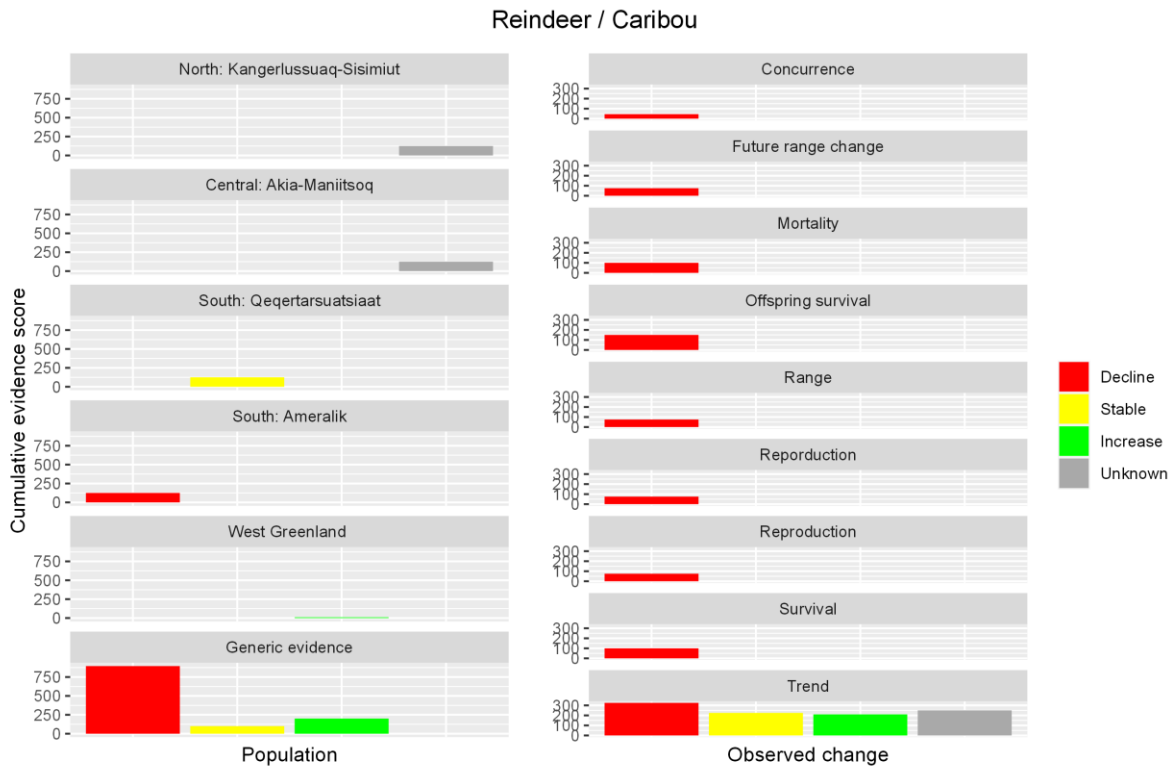 Reindeer / Caribou
Cumulative evidence score
North: Kangerlussuaq-Sisimiut
750
500
250
0
Central: Akia-Maniitsoq
750
500
250
0
South: Qeqertarsuatsiaat
750
500
250
0
South: Ameralik
750
500
250
0
West Greenland
750
500
250
0
Generic evidence
750
500
250
0
Population
Concurrence
300
200
100
0
Future range change
300
200
100
0
Mortality
300
200
100
0
Offspring survival
300
200
100
0
Range
300
200
100
0
Reporduction
300
200
100
0
Reproduction
300
200
100
0
Survival
300
200
100
0
Trend
300
200
100
0
Observed change
Decline
Stable
Increase
Unknown